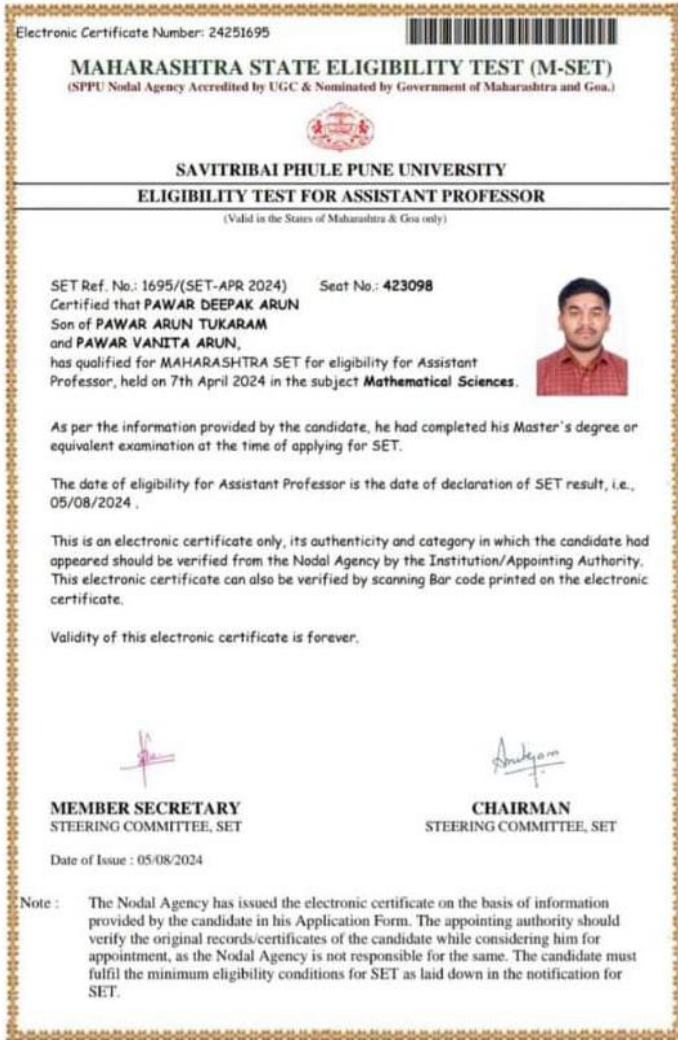 Electronic Certificate Number: 24251695
MAHARASHTRA STATE ELIGIBILITY TEST (M-SET)
(SPPU Nodal Agency Accredited by UGC & Nominated by Government of Maharashtra and Goa.)
SAVITRIBAI PHULE PUNE UNIVERSITY
ELIGIBILITY TEST FOR ASSISTANT PROFESSOR
(Valid in the States of Maharashtra & Goa only)
SET Ref. No.: 1695/(SET-APR 2024) Seat No.: 423098
Certified that PAWAR DEEPAK ARUN
Son of PAWAR ARUN TUKARAM
and PAWAR VANITA ARUN,
has qualified for MAHARASHTRA SET for eligibility for Assistant
Professor, held on 7th April 2024 in the subject Mathematical Sciences.
As per the information provided by the candidate, he had completed his Master's degree or
equivalent examination at the time of applying for SET.
The date of eligibility for Assistant Professor is the date of declaration of SET result, i.e.,
05/08/2024 .
This is an electronic certificate only, its authenticity and category in which the candidate had
appeared should be verified from the Nodal Agency by the Institution/Appointing Authority.
This electronic certificate can also be verified by scanning Bar code printed on the electronic
certificate.
Validity of this electronic certificate is forever.
MEMBER SECRETARY
STEERING COMMITTEE, SET
CHAIRMAN
STEERING COMMITTEE, SET
Date of Issue : 05/08/2024
Note : The Nodal Agency has issued the electronic certificate on the basis of information
provided by the candidate in his Application Form. The appointing authority should
verify the original records/certificates of the candidate while considering him for
appointment, as the Nodal Agency is not responsible for the same. The candidate must
fulfil the minimum eligibility conditions for SET as laid down in the notification for
SET.